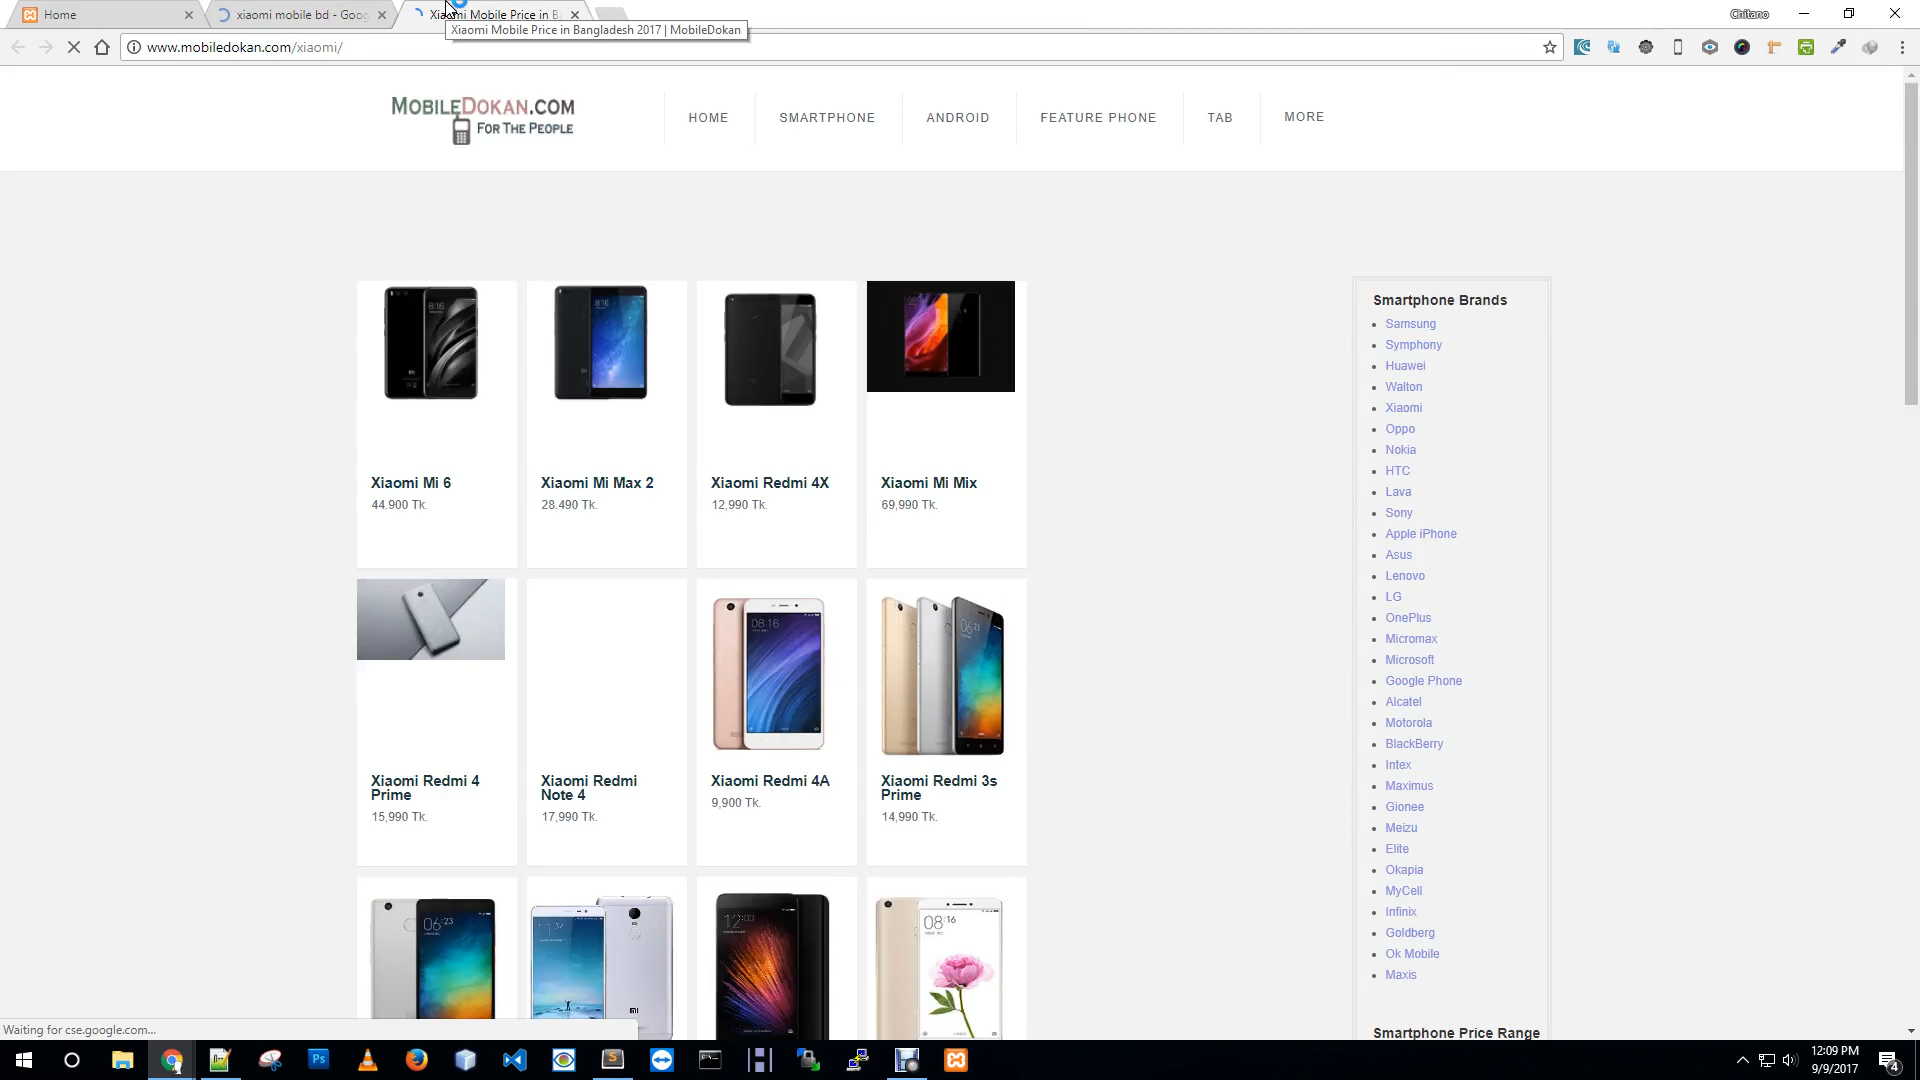 Home
xiaomi mobile bd - Goog
Xiaomi Mobile Price in Ba
Chitano
Xiaomi Mobile Price in Bangladesh 2017 | MobileDokan
www.mobiledokan.com/xiaomi/
MOBILEDOKAN.COM
FOR THE PEOPLE
HOME
SMARTPHONE
ANDROID
FEATURE PHONE
TAB
MORE
Xiaomi Mi 6
44.900 Tk.
Xiaomi Mi Max 2
28.490 Tk.
Xiaomi Redmi 4X
12,990 Tk.
Xiaomi Mi Mix
69,990 Tk.
Xiaomi Redmi 4
Prime
15,990 Tk.
Xiaomi Redmi
Note 4
17,990 Tk.
Xiaomi Redmi 4A
9,900 Tk.
Xiaomi Redmi 3s
Prime
14,990 Tk.
Smartphone Brands
Samsung
Symphony
Huawei
Walton
Xiaomi
Oppo
Nokia
HTC
Lava
Sony
Apple iPhone
Asus
Lenovo
LG
OnePlus
Micromax
Microsoft
Google Phone
Alcatel
Motorola
BlackBerry
Intex
Maximus
Gionee
Meizu
Elite
Okapia
MyCell
Infinix
Goldberg
Ok Mobile
Maxis
Smartphone Price Range
Waiting for cse.google.com...
12:09 PM
9/9/2017
4